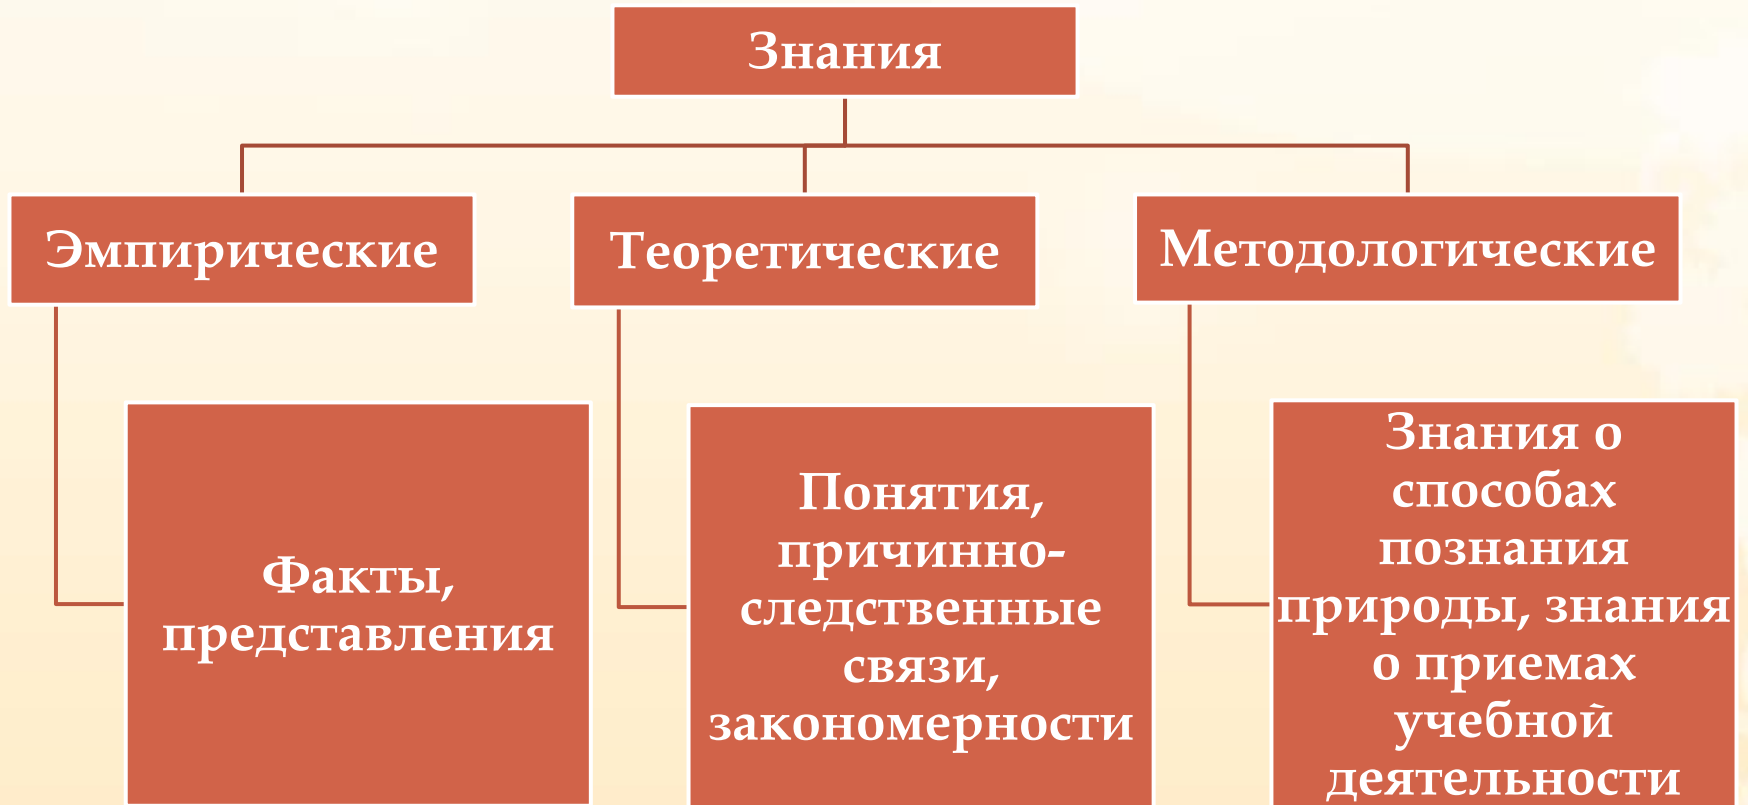 Знания
Эмпирические
Теоретические
Методологические
Факты,
представления
Понятия,
причинно-
следственные
связи,
закономерности
Знания о
способах
познания
природы, знания
о приемах
учебной
деятельности